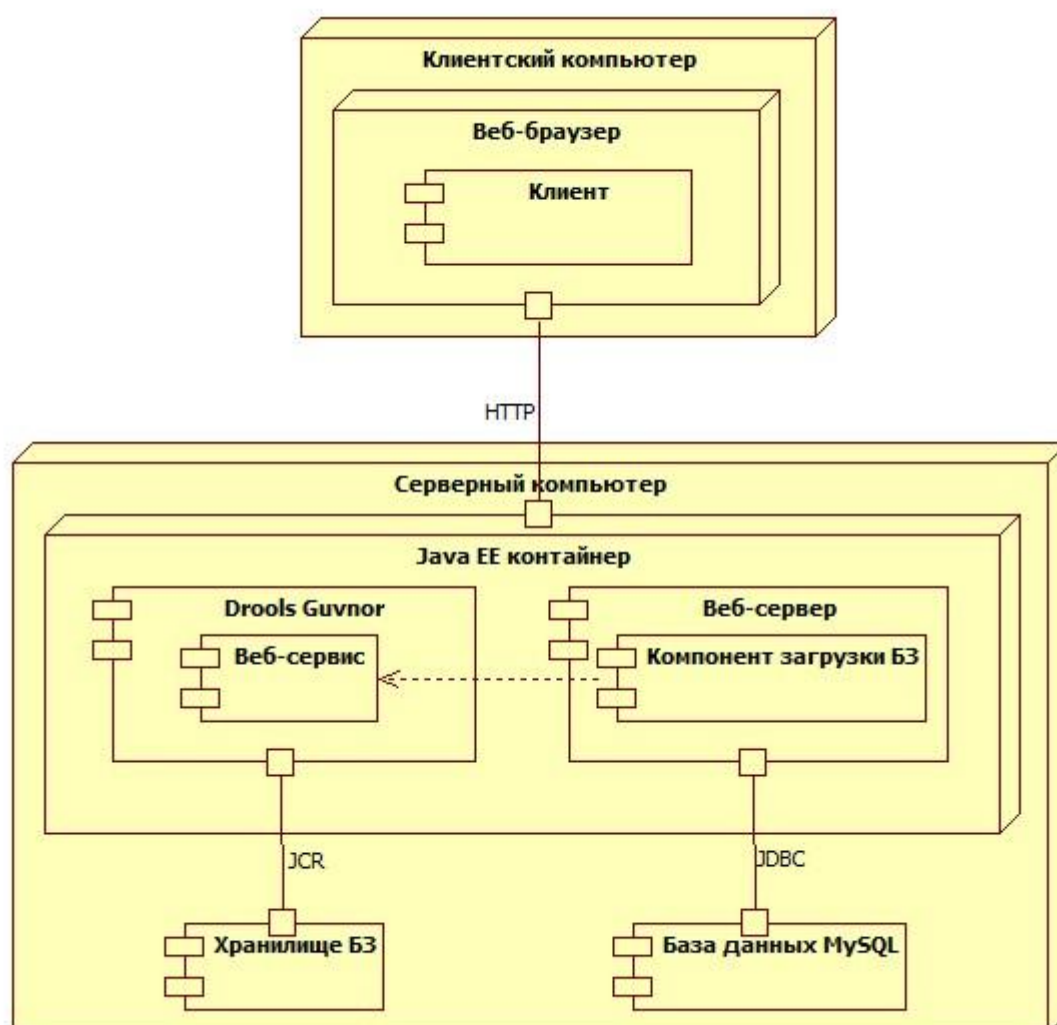 Клиентский компьютер
Веб-браузер
Клиент
HTTP
Серверный компьютер
Java EE контейнер
Drools Guvnor
Веб-сервер
Веб-сервис
Компонент загрузки БЗ
JCR
JDBC
Хранилище БЗ
База данных MySQL